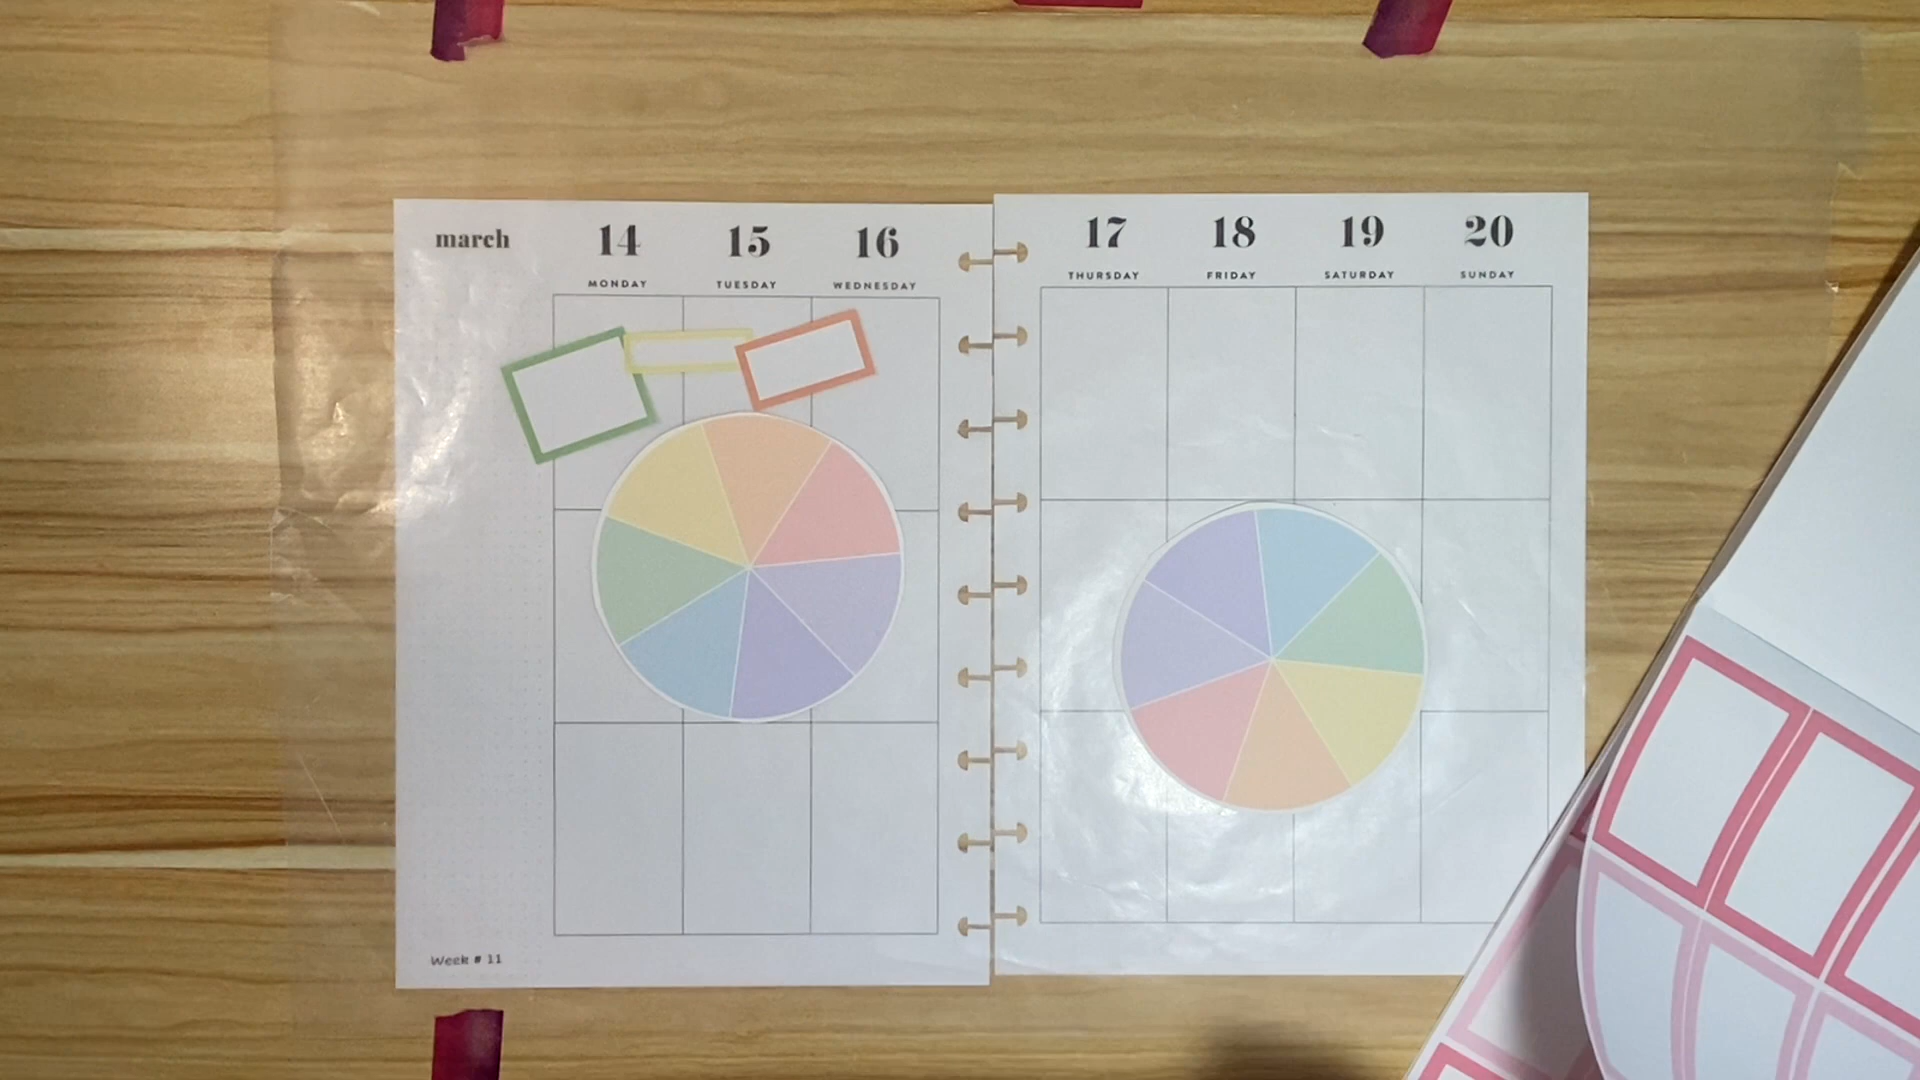 march
14 15 16
MONDAY TUESDAY WEDNESDAY
17 18 19 20
THURSDAY FRIDAY SATURDAY SUNDAY
Week # 11